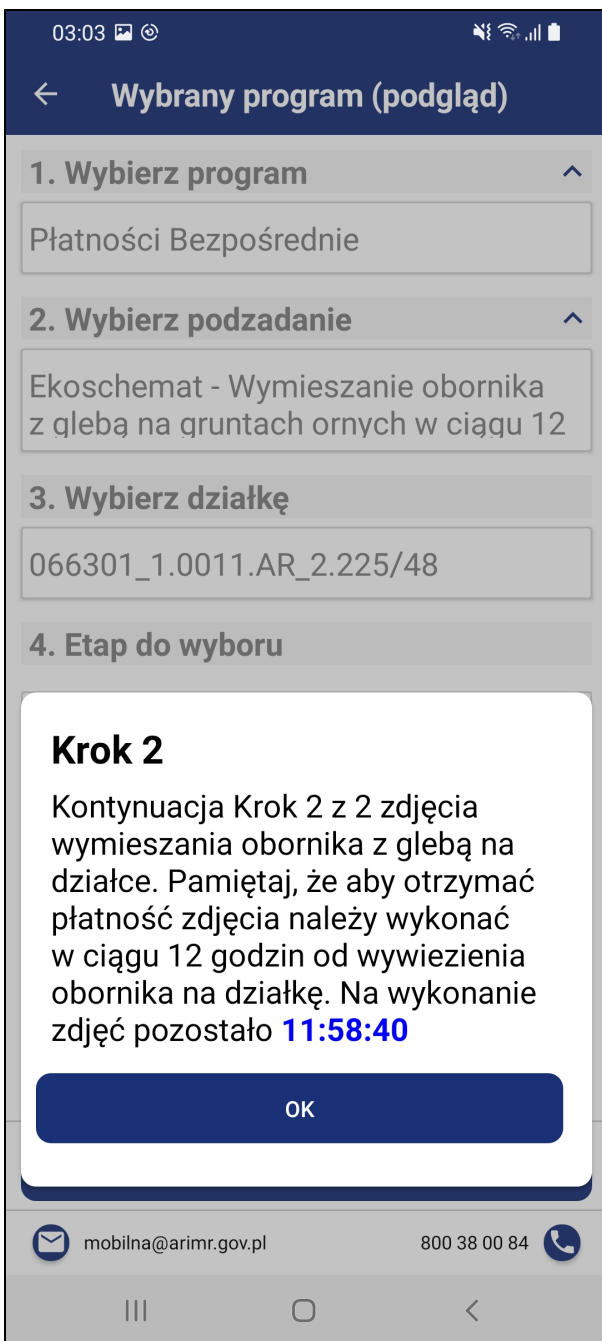 03:03
Wybrany program (podgląd)
1. Wybierz program
Płatności Bezpośrednie
2. Wybierz podzadanie
Ekoschemat - Wymieszanie obornika
z glebą na gruntach ornych w ciągu 12
3. Wybierz działkę
066301_1.0011.AR_2.225/48
4. Etap do wyboru
Krok 2
Kontynuacja Krok 2 z 2 zdjęcia
wymieszania obornika z glebą na
działce. Pamiętaj, że aby otrzymać
płatność zdjęcia należy wykonać
w ciągu 12 godzin od wywiezienia
obornika na działkę. Na wykonanie
zdjęć pozostało 11:58:40
OK
mobilna@arimr.gov.pl
800 38 00 84